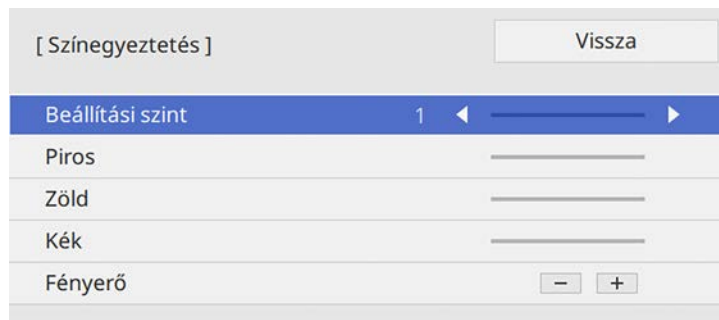 [ Színegyeztetés ]
Vissza
Beállítási szint 1
Piros
Zöld
Kék
Fényerő − +